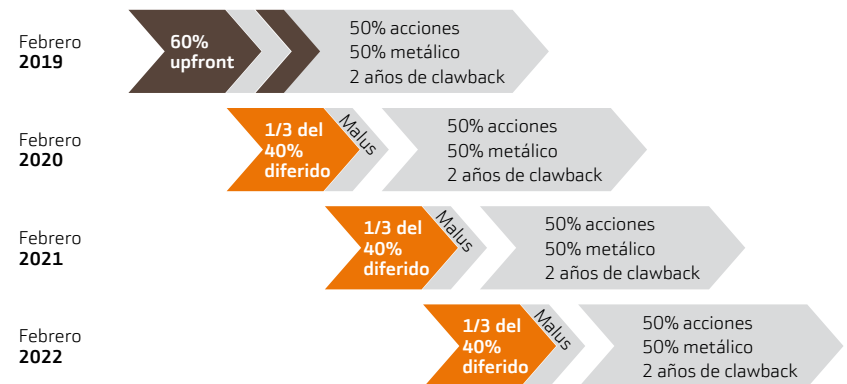 Febrero
2019
60%
upfront
50% acciones
50% metálico
2 años de clawback
Febrero
2020
1/3 del
40%
diferido
Malus
50% acciones
50% metálico
2 años de clawback
Febrero
2021
1/3 del
40%
diferido
Malus
50% acciones
50% metálico
2 años de clawback
Febrero
2022
1/3 del
40%
diferido
Malus
50% acciones
50% metálico
2 años de clawback